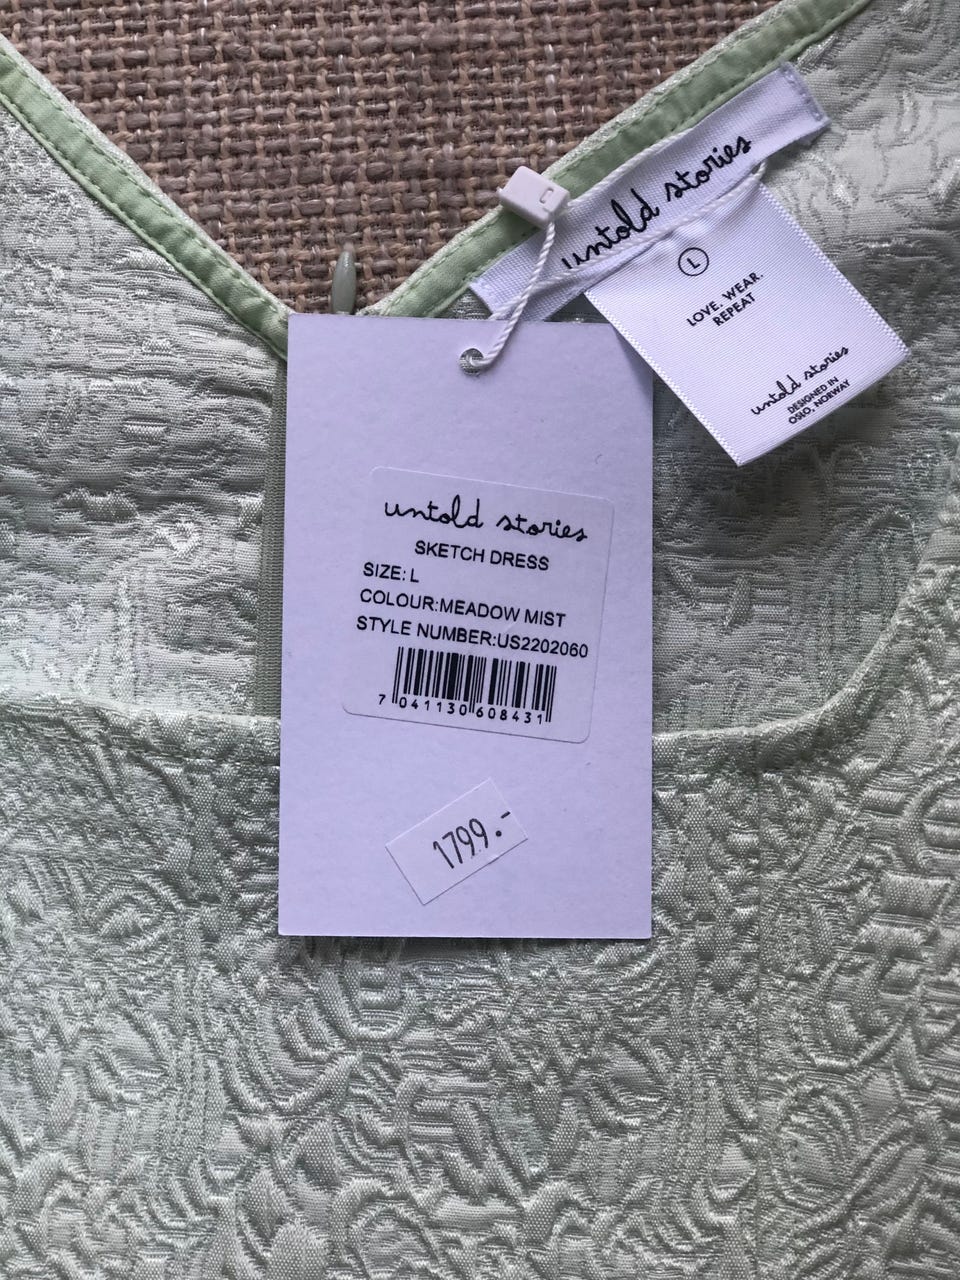 untold stories
L
LOVE. WEAR.
REPEAT
untold stories
DESIGNED IN
OSLO, NORWAY
untold stories
SKETCH DRESS
SIZE: L
COLOUR:MEADOW MIST
STYLE NUMBER:US2202060
7 041130 608431
1799.-